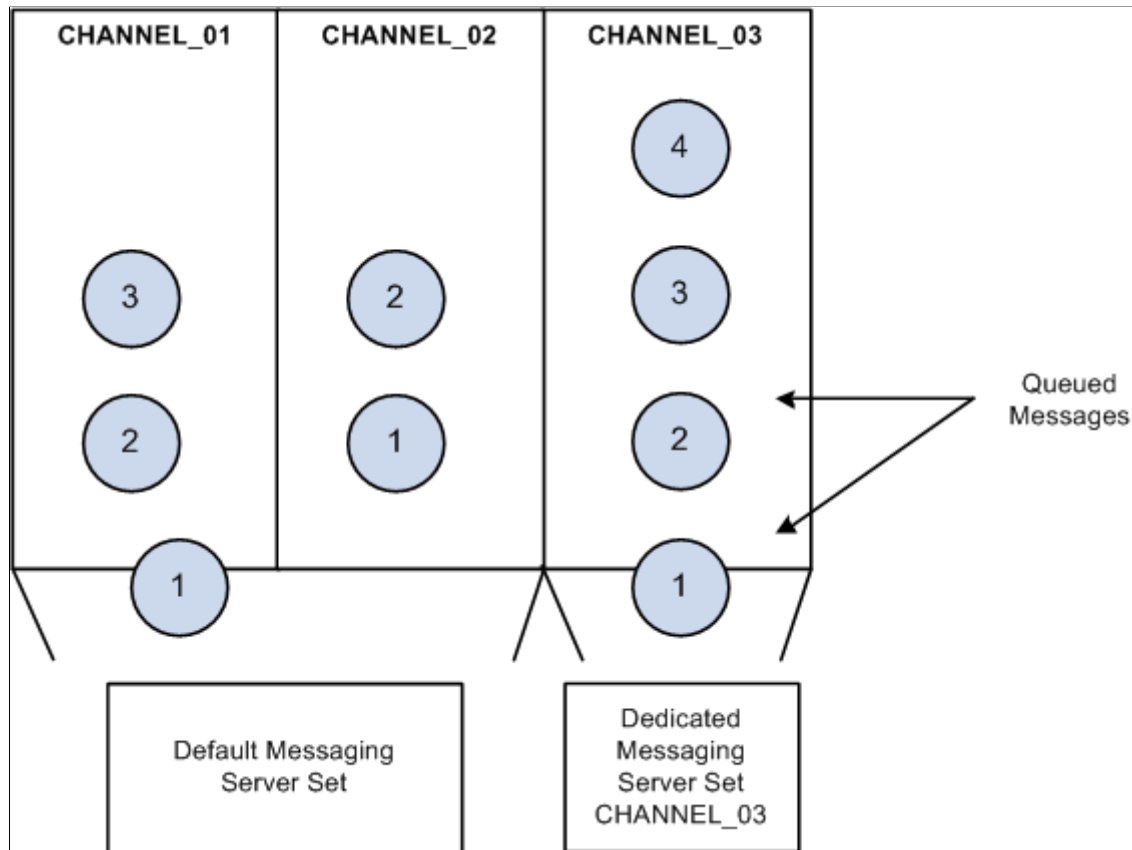 CHANNEL_01
CHANNEL_02
CHANNEL_03
4
3
2
3
2
1
2
Queued
Messages
1
1
Default Messaging
Server Set
Dedicated
Messaging
Server Set
CHANNEL_03